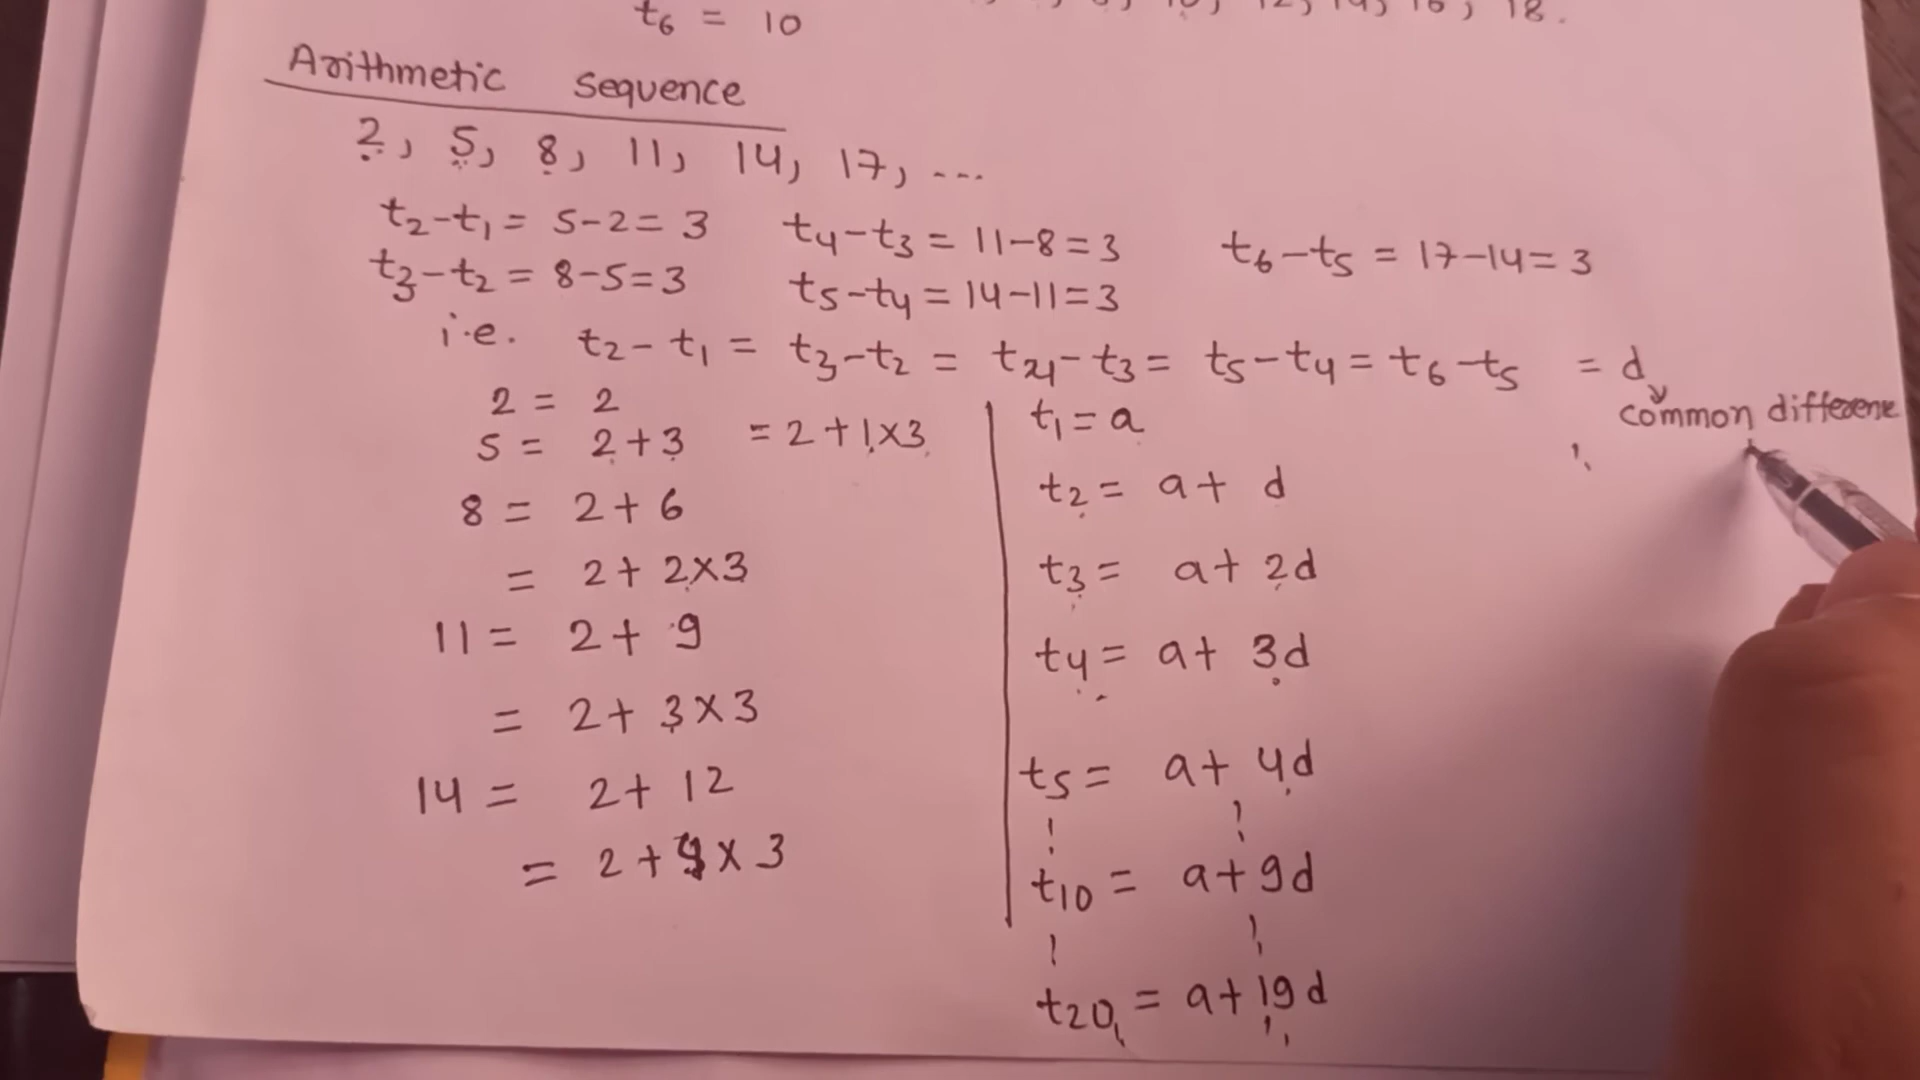 t6 = 10
12, 14, 16, 18.
Arithmetic sequence
2, 5, 8, 11, 14, 17, ...
t2-t1 = 5-2 = 3 t4-t3 = 11-8 = 3 t6-t5 = 17-14 = 3
t3-t2 = 8-5 = 3 t5-t4 = 14-11 = 3
i.e. t2-t1 = t3-t2 = t4-t3 = t5-t4 = t6-t5 = d
common difference
2 = 2
5 = 2+3 = 2+1×3
8 = 2+6
= 2+2×3
11 = 2+9
= 2+3×3
14 = 2+12
= 2+4×3
t1 = a
t2 = a+d
t3 = a+2d
t4 = a+3d
t5 = a+4d
t10 = a+9d
t20 = a+19d